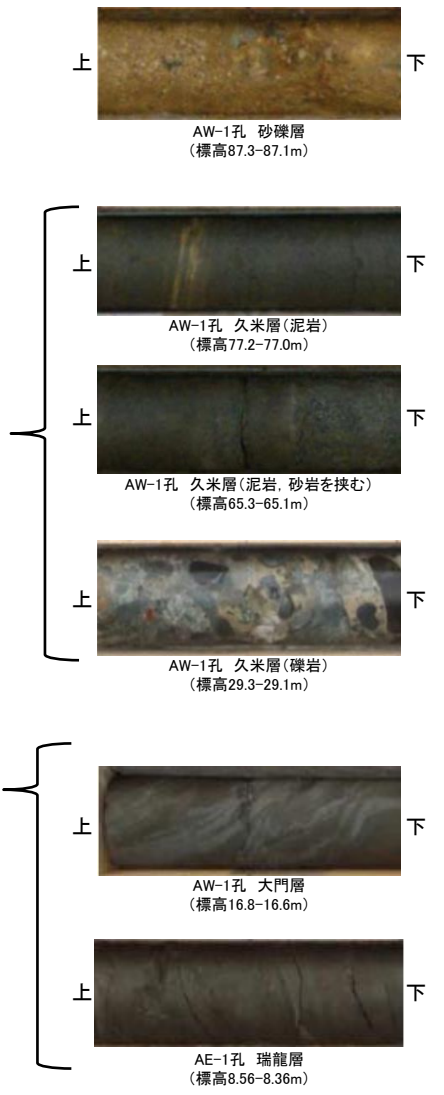 上 下
AW-1孔 砂礫層
（標高87.3-87.1m）
上 下
AW-1孔 久米層（泥岩）
（標高77.2-77.0m）
上 下
AW-1孔 久米層（泥岩，砂岩を挟む）
（標高65.3-65.1m）
上 下
AW-1孔 久米層（礫岩）
（標高29.3-29.1m）
上 下
AW-1孔 大門層
（標高16.8-16.6m）
上 下
AE-1孔 瑞龍層
（標高8.56-8.36m）